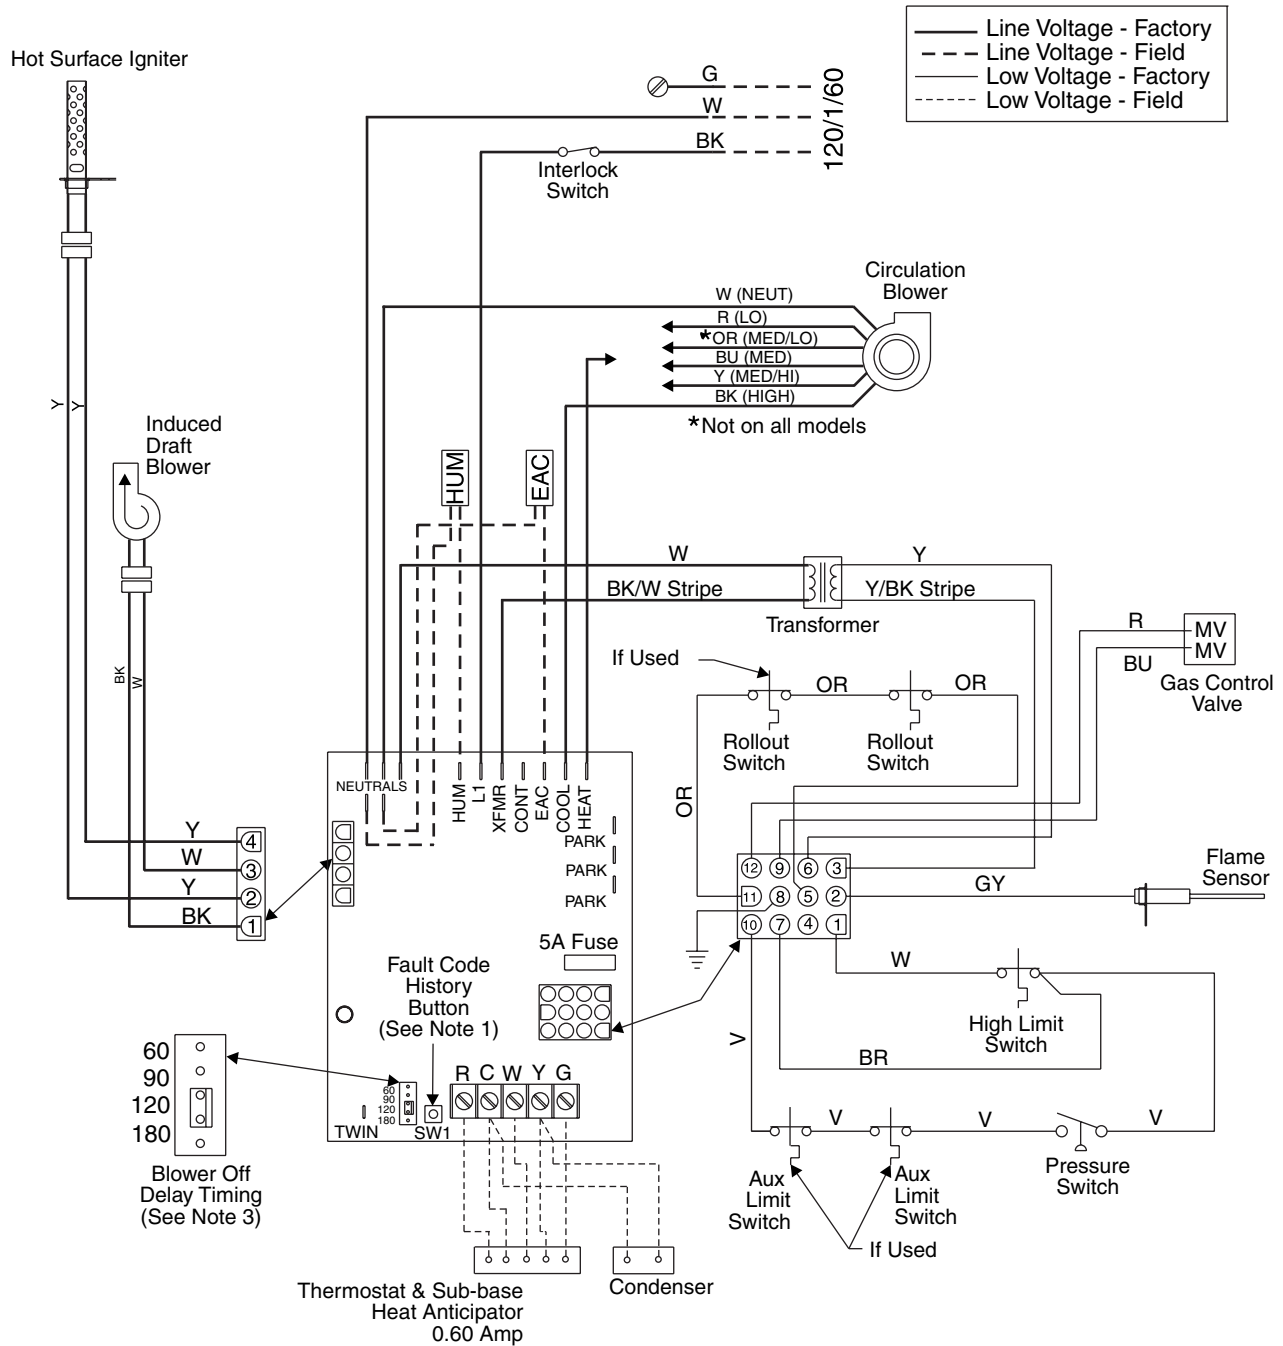 Line Voltage - Factory
Line Voltage - Field
Low Voltage - Factory
Low Voltage - Field
Hot Surface Igniter
G
W
BK
120/1/60
Interlock
Switch
Circulation
Blower
W (NEUT)
R (LO)
*OR (MED/LO)
BU (MED)
Y (MED/HI)
BK (HIGH)
*Not on all models
Y
Y
Induced
Draft
Blower
HUM
EAC
BK
W
W
BK/W Stripe
Y
Y/BK Stripe
Transformer
If Used
OR
OR
Rollout
Switch
Rollout
Switch
OR
R
BU
MV
MV
Gas Control
Valve
NEUTRALS
HUM
L1
XFMR
CONT
EAC
COOL
HEAT
PARK
PARK
PARK
Y
W
Y
BK
4
3
2
1
12 9 6 3
11 8 5 2
10 7 4 1
GY
Flame
Sensor
5A Fuse
Fault Code
History
Button
(See Note 1)
W
High Limit
Switch
BR
V
60
90
120
180
Blower Off
Delay Timing
(See Note 3)
60
90
120
180
TWIN
SW1
R C W Y G
V
V
V
Aux
Limit
Switch
Aux
Limit
Switch
Pressure
Switch
If Used
Thermostat & Sub-base
Heat Anticipator
0.60 Amp
Condenser